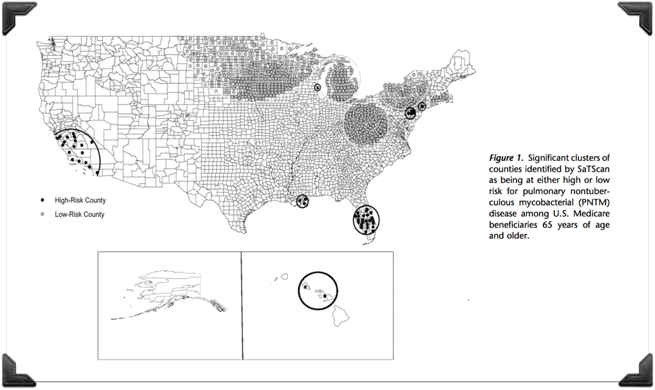 High-Risk County
Low-Risk County
Figure 1. Significant clusters of
counties identified by SaTScan
as being at either high or low
risk for pulmonary nontuber-
culous mycobacterial (PNTM)
disease among U.S. Medicare
beneficiaries 65 years of age
and older.